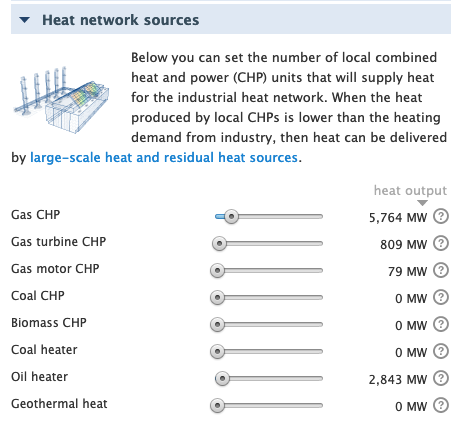 Heat network sources
Below you can set the number of local combined
heat and power (CHP) units that will supply heat
for the industrial heat network. When the heat
produced by local CHPs is lower than the heating
demand from industry, then heat can be delivered
by large-scale heat and residual heat sources.
heat output
Gas CHP 5,764 MW ?
Gas turbine CHP 809 MW ?
Gas motor CHP 79 MW ?
Coal CHP 0 MW ?
Biomass CHP 0 MW ?
Coal heater 0 MW ?
Oil heater 2,843 MW ?
Geothermal heat 0 MW ?